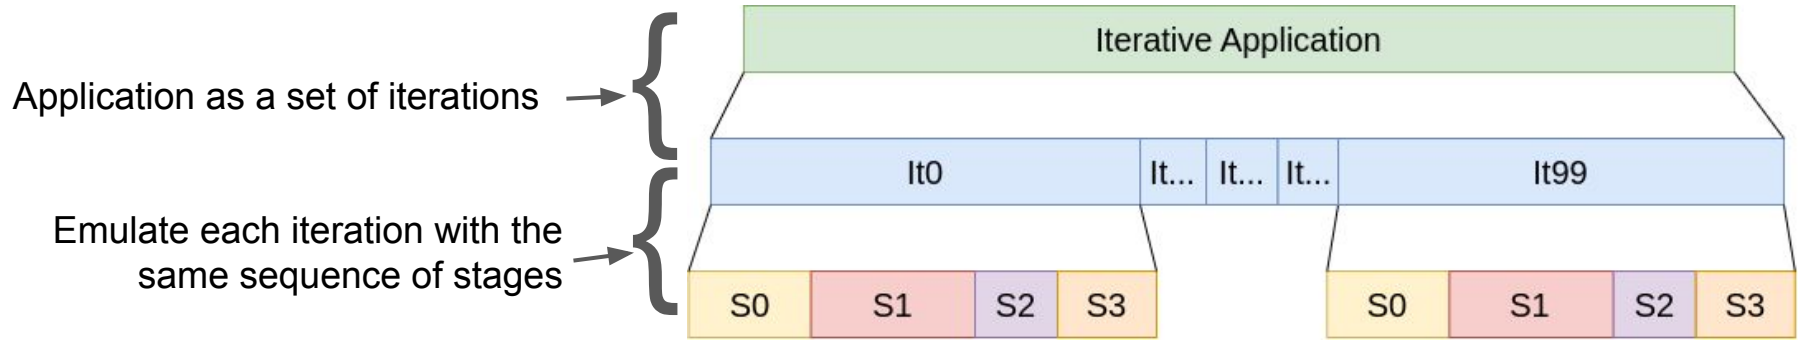 Iterative Application
Application as a set of iterations
It0 It... It... It... It99
Emulate each iteration with the
same sequence of stages
S0 S1 S2 S3 S0 S1 S2 S3